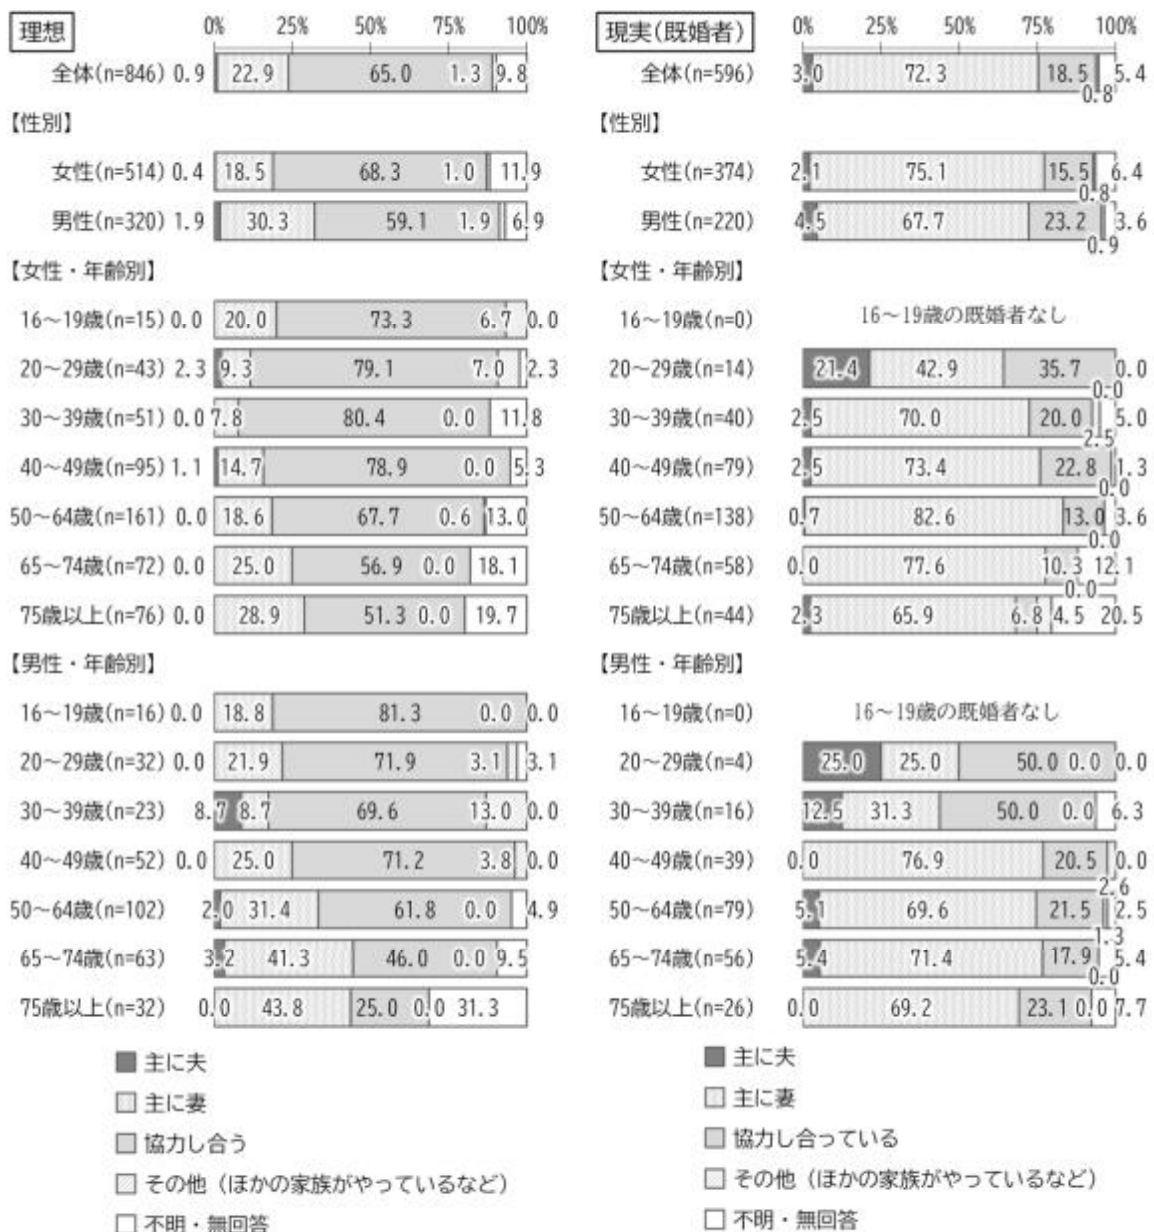 理想
0% 25% 50% 75% 100%
全体(n=846) 0.9 22.9 65.0 1.3 9.8
【性別】
女性(n=514) 0.4 18.5 68.3 1.0 11.9
男性(n=320) 1.9 30.3 59.1 1.9 6.9
【女性・年齢別】
16～19歳(n=15) 0.0 20.0 73.3 6.7 0.0
20～29歳(n=43) 2.3 9.3 79.1 7.0 2.3
30～39歳(n=51) 0.0 7.8 80.4 0.0 11.8
40～49歳(n=95) 1.1 14.7 78.9 0.0 5.3
50～64歳(n=161) 0.0 18.6 67.7 0.6 13.0
65～74歳(n=72) 0.0 25.0 56.9 0.0 18.1
75歳以上(n=76) 0.0 28.9 51.3 0.0 19.7
【男性・年齢別】
16～19歳(n=16) 0.0 18.8 81.3 0.0 0.0
20～29歳(n=32) 0.0 21.9 71.9 3.1 3.1
30～39歳(n=23) 8.7 8.7 69.6 13.0 0.0
40～49歳(n=52) 0.0 25.0 71.2 3.8 0.0
50～64歳(n=102) 2.0 31.4 61.8 0.0 4.9
65～74歳(n=63) 3.2 41.3 46.0 0.0 9.5
75歳以上(n=32) 0.0 43.8 25.0 0.0 31.3
主に夫
主に妻
協力し合う
その他（ほかの家族がやっているなど）
不明・無回答
現実(既婚者)
0% 25% 50% 75% 100%
全体(n=596) 3.0 72.3 18.5 0.8 5.4
【性別】
女性(n=374) 2.1 75.1 15.5 0.8 6.4
男性(n=220) 4.5 67.7 23.2 0.9 3.6
【女性・年齢別】
16～19歳(n=0) 16～19歳の既婚者なし
20～29歳(n=14) 21.4 42.9 35.7 0.0 0.0
30～39歳(n=40) 2.5 70.0 20.0 2.5 5.0
40～49歳(n=79) 2.5 73.4 22.8 0.0 1.3
50～64歳(n=138) 0.7 82.6 13.0 0.0 3.6
65～74歳(n=58) 0.0 77.6 10.3 0.0 12.1
75歳以上(n=44) 2.3 65.9 6.8 4.5 20.5
【男性・年齢別】
16～19歳(n=0) 16～19歳の既婚者なし
20～29歳(n=4) 25.0 25.0 50.0 0.0 0.0
30～39歳(n=16) 12.5 31.3 50.0 0.0 6.3
40～49歳(n=39) 0.0 76.9 20.5 2.6 0.0
50～64歳(n=79) 5.1 69.6 21.5 1.3 2.5
65～74歳(n=56) 5.4 71.4 17.9 0.0 5.4
75歳以上(n=26) 0.0 69.2 23.1 0.0 7.7
主に夫
主に妻
協力し合っている
その他（ほかの家族がやっているなど）
不明・無回答